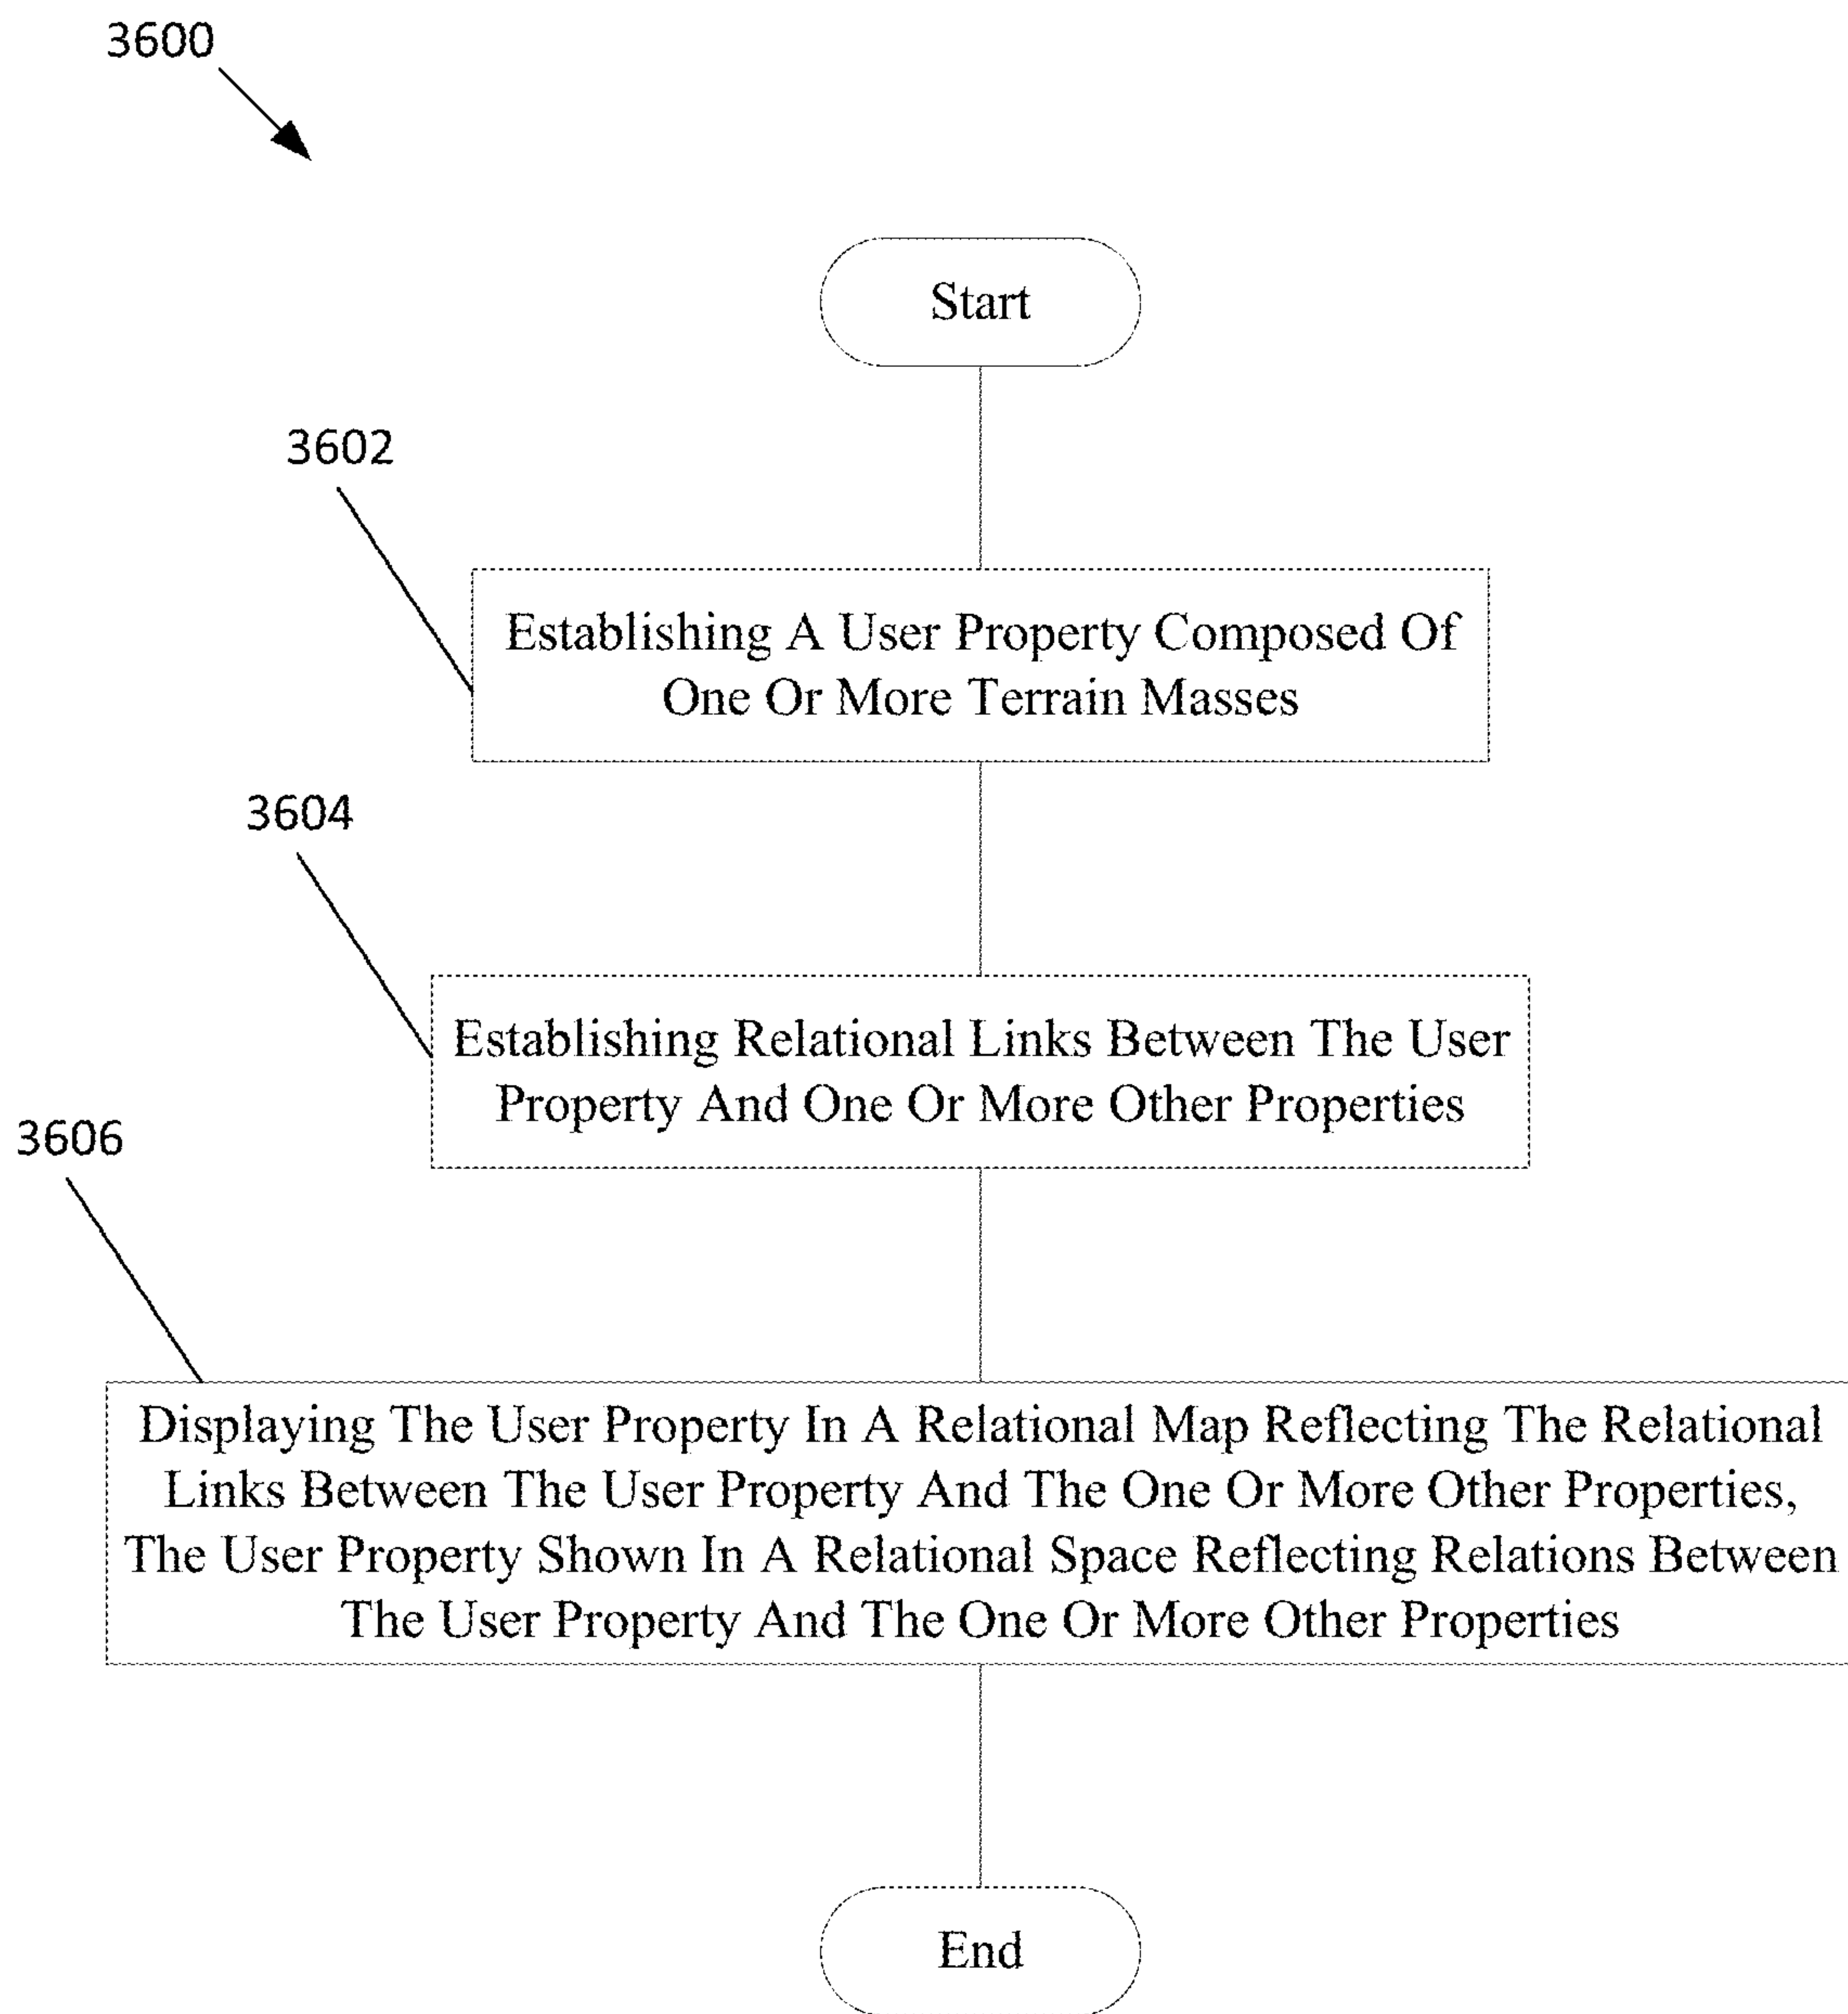 3600
Start
3602
Establishing A User Property Composed Of
One Or More Terrain Masses
3604
Establishing Relational Links Between The User
Property And One Or More Other Properties
3606
Displaying The User Property In A Relational Map Reflecting The Relational
Links Between The User Property And The One Or More Other Properties,
The User Property Shown In A Relational Space Reflecting Relations Between
The User Property And The One Or More Other Properties
End